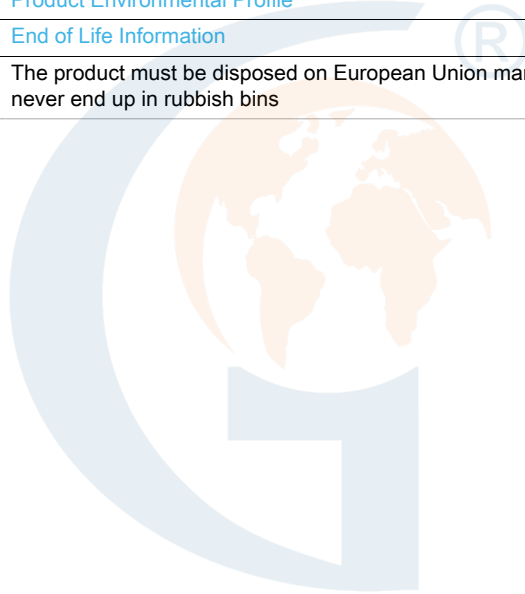 Product Environmental Profile
End of Life Information
The product must be disposed on European Union
never end up in rubbish bins
®